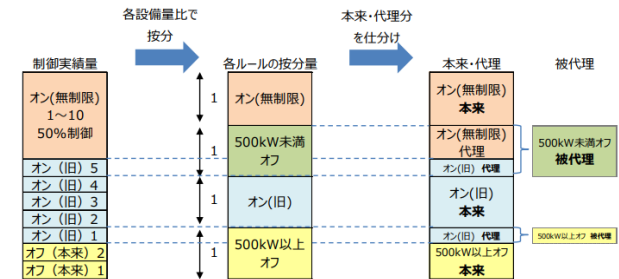 各設備量比で
按分
本来・代理分
を仕分け
制御実績量
各ルールの按分量
本来・代理
被代理
オン(無制限)
1～10
50%制御
オン（旧）5
オン（旧）4
オン（旧）3
オン（旧）2
オン（旧）1
オフ（本来）2
オフ（本来）1
1
オン(無制限)
1
500kW未満
オフ
1
オン(旧)
1
500kW以上
オフ
オン(無制限)
本来
オン(無制限)
代理
オン(旧) 代理
オン(旧)
本来
オン(旧) 代理
500kW以上オフ
本来
500kW未満オフ
被代理
500kW以上オフ 被代理